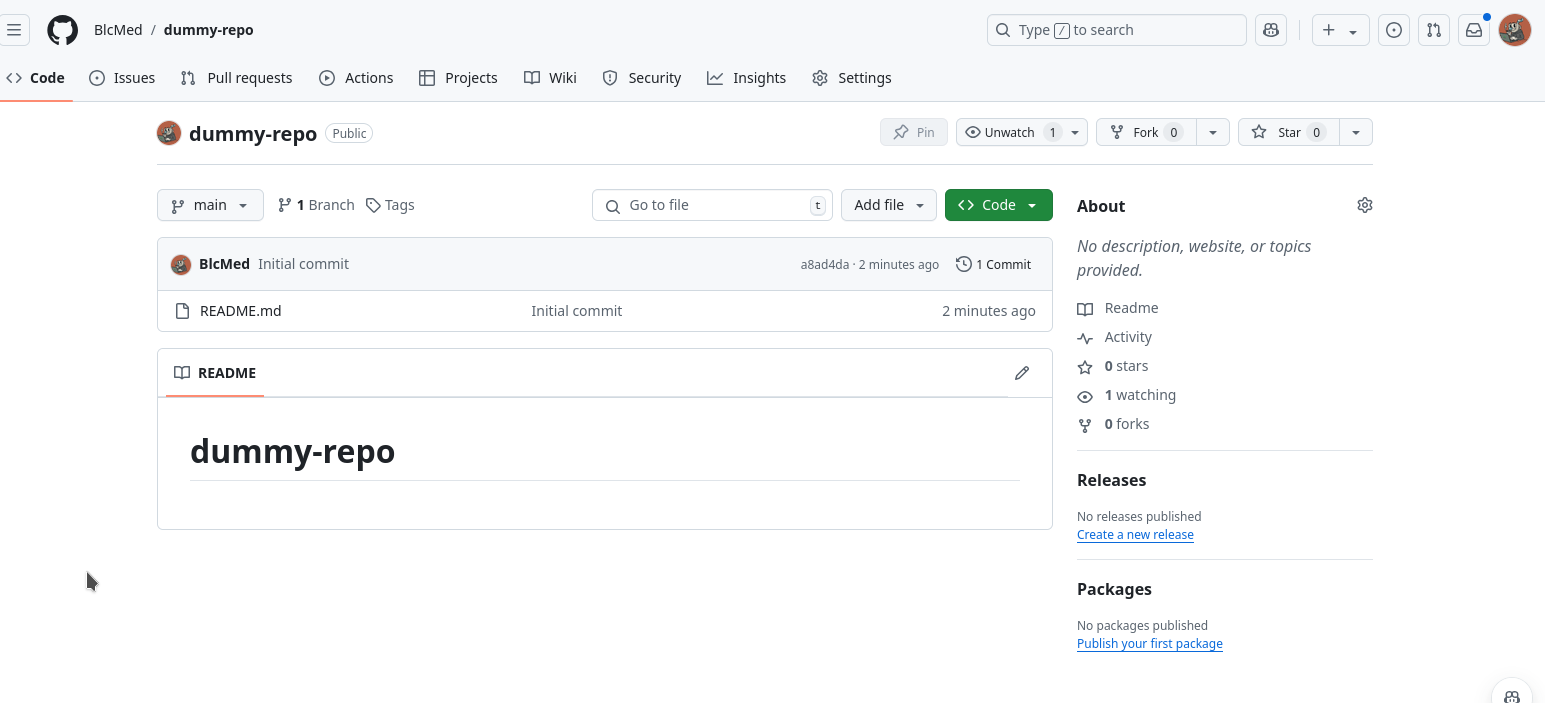 BlcMed / dummy-repo
Type / to search
Code Issues Pull requests Actions Projects Wiki Security Insights Settings
dummy-repo Public
Pin Unwatch 1 Fork 0 Star 0
main 1 Branch Tags Go to file t Add file Code
BlcMed Initial commit a8ad4da · 2 minutes ago 1 Commit
README.md Initial commit 2 minutes ago
README
dummy-repo
About
No description, website, or topics
provided.
Readme
Activity
0 stars
1 watching
0 forks
Releases
No releases published
Create a new release
Packages
No packages published
Publish your first package